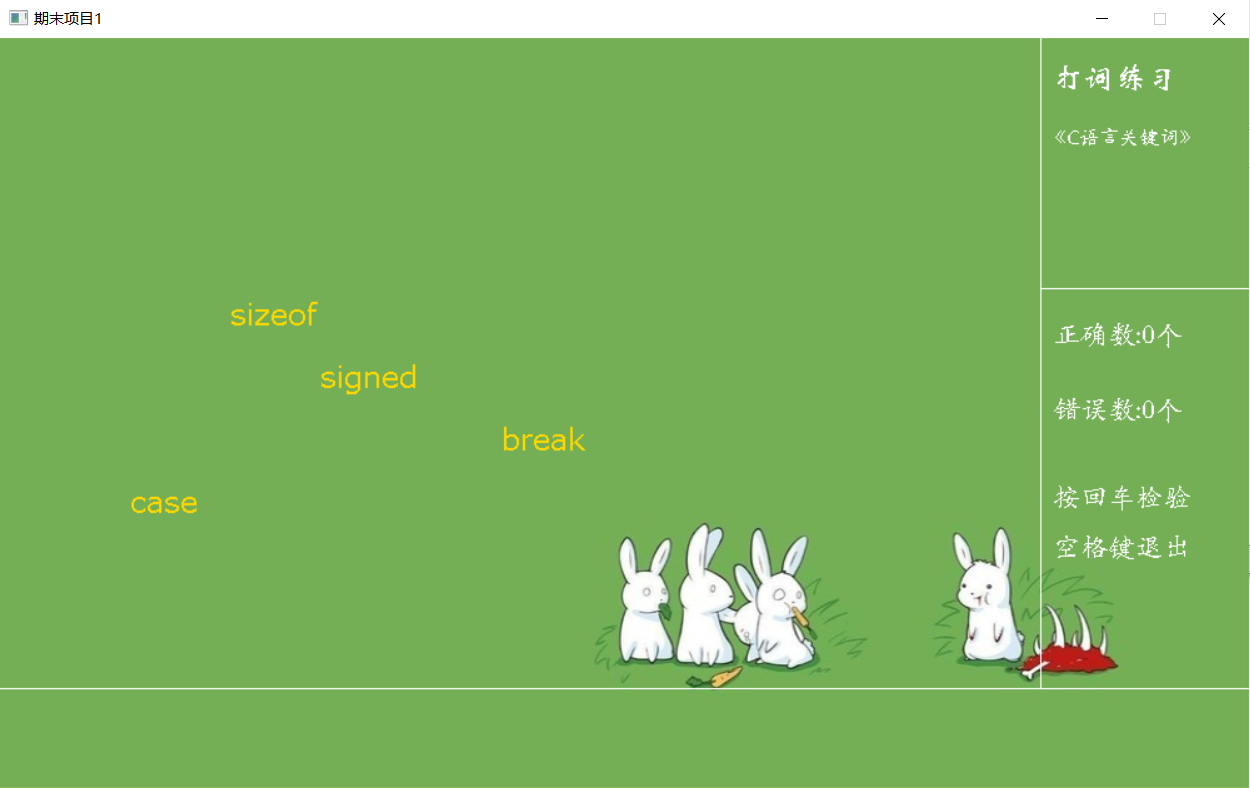 期末项目1
打词练习
《C语言关键词》
sizeof
signed
break
case
正确数:0个
错误数:0个
按回车检验
空格键退出